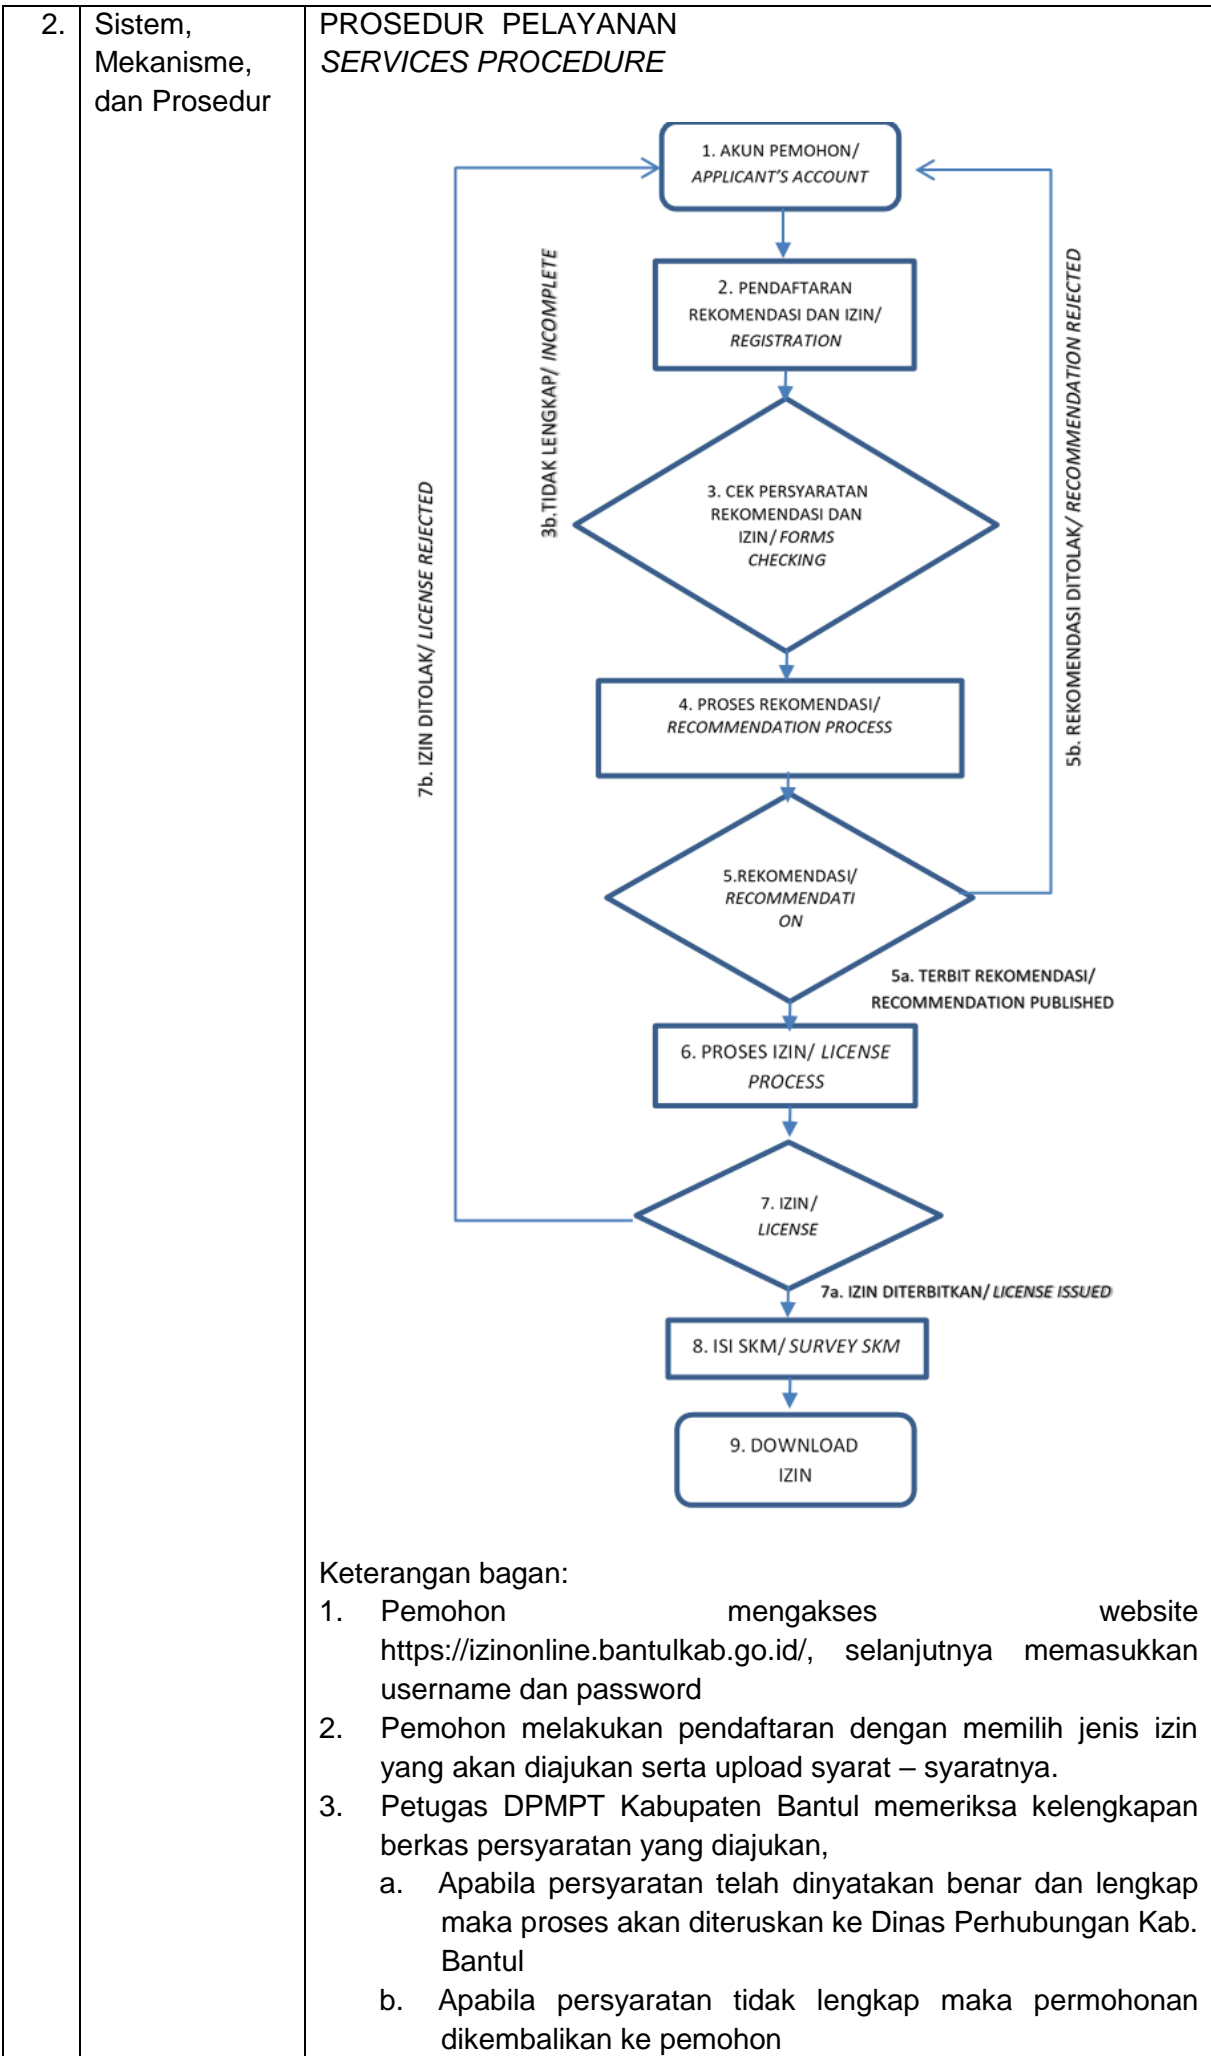 2.
Sistem,
Mekanisme,
dan Prosedur
PROSEDUR PELAYANAN
SERVICES PROCEDURE
1. AKUN PEMOHON/
APPLICANT'S ACCOUNT
2. PENDAFTARAN
REKOMENDASI DAN IZIN/
REGISTRATION
3b.TIDAK LENGKAP/ INCOMPLETE
3. CEK PERSYARATAN
REKOMENDASI DAN
IZIN/ FORMS
CHECKING
7b. IZIN DITOLAK/ LICENSE REJECTED
5b. REKOMENDASI DITOLAK/ RECOMMENDATION REJECTED
4. PROSES REKOMENDASI/
RECOMMENDATION PROCESS
5.REKOMENDASI/
RECOMMENDATI
ON
5a. TERBIT REKOMENDASI/
RECOMMENDATION PUBLISHED
6. PROSES IZIN/ LICENSE
PROCESS
7. IZIN/
LICENSE
7a. IZIN DITERBITKAN/ LICENSE ISSUED
8. ISI SKM/ SURVEY SKM
9. DOWNLOAD
IZIN
Keterangan bagan:
1. Pemohon mengakses website
https://izinonline.bantulkab.go.id/, selanjutnya memasukkan
username dan password
2. Pemohon melakukan pendaftaran dengan memilih jenis izin
yang akan diajukan serta upload syarat – syaratnya.
3. Petugas DPMPT Kabupaten Bantul memeriksa kelengkapan
berkas persyaratan yang diajukan,
a. Apabila persyaratan telah dinyatakan benar dan lengkap
maka proses akan diteruskan ke Dinas Perhubungan Kab.
Bantul
b. Apabila persyaratan tidak lengkap maka permohonan
dikembalikan ke pemohon